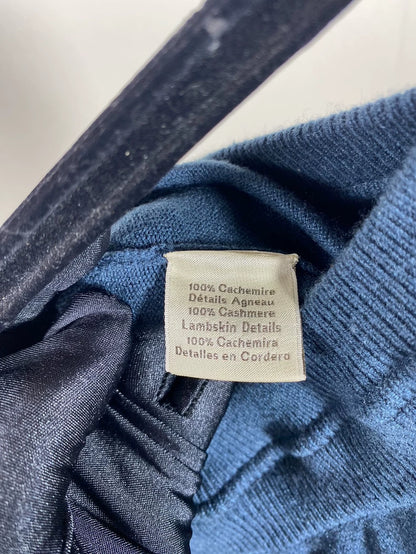 100% Cachemire
Détails Agneau
100% Cashmere
Lambskin Details
100% Cachemira
Detalles en Cordero